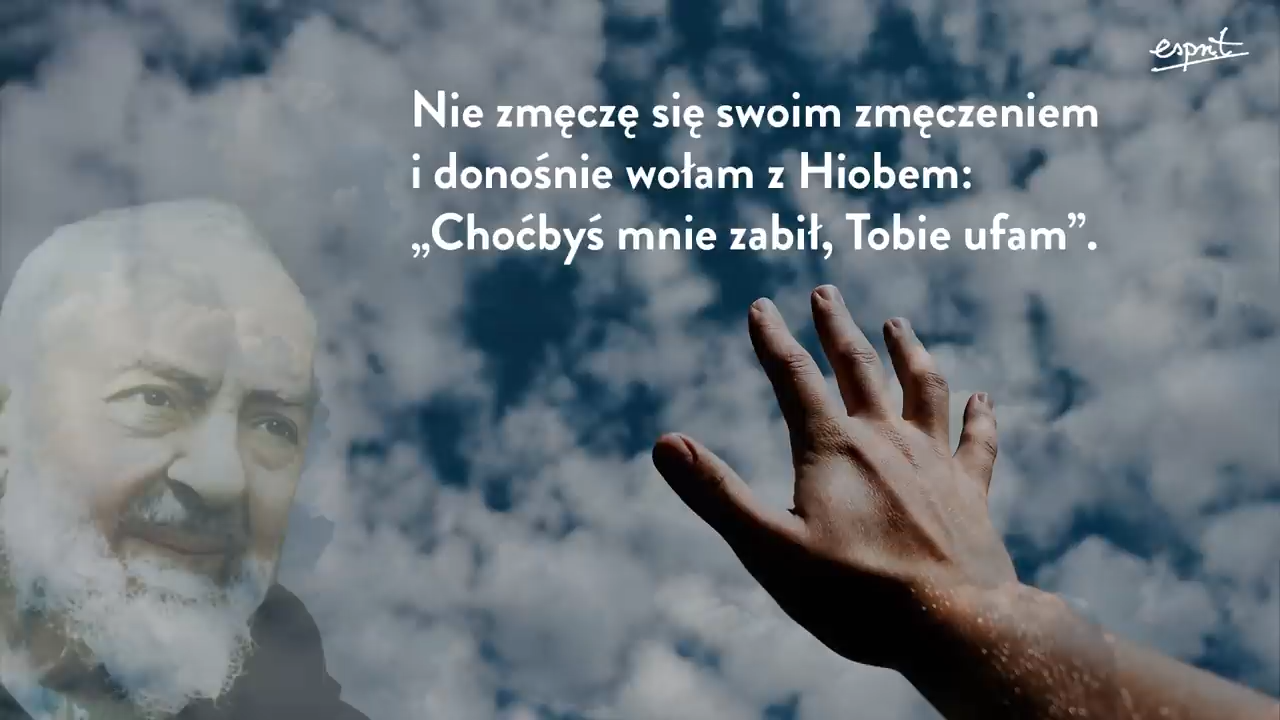 esprit
Nie zmęczę się swoim zmęczeniem
i donośnie wołam z Hiobem:
„Choćbyś mnie zabił, Tobie ufam”.